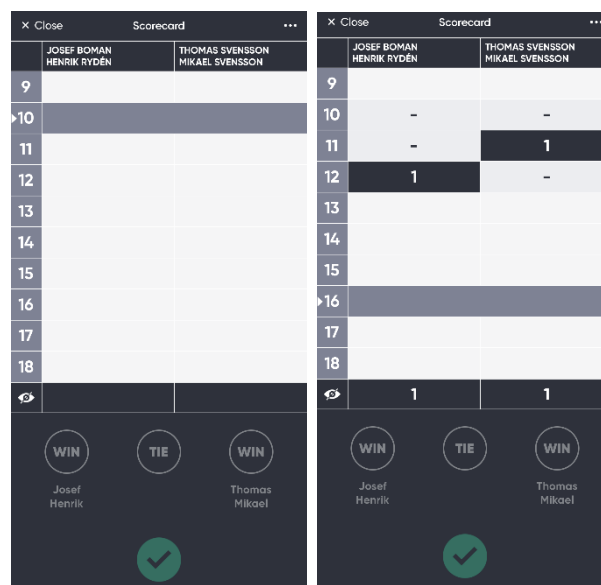 × Close Scorecard •••
JOSEF BOMAN THOMAS SVENSSON
HENRIK RYDÉN MIKAEL SVENSSON
9
10
11
12
13
14
15
16
17
18
WIN TIE WIN
Josef Thomas
Henrik Mikael
× Close Scorecard •••
JOSEF BOMAN THOMAS SVENSSON
HENRIK RYDÉN MIKAEL SVENSSON
9
10 - -
11 - 1
12 1 -
13
14
15
16
17
18
1 1
WIN TIE WIN
Josef Thomas
Henrik Mikael